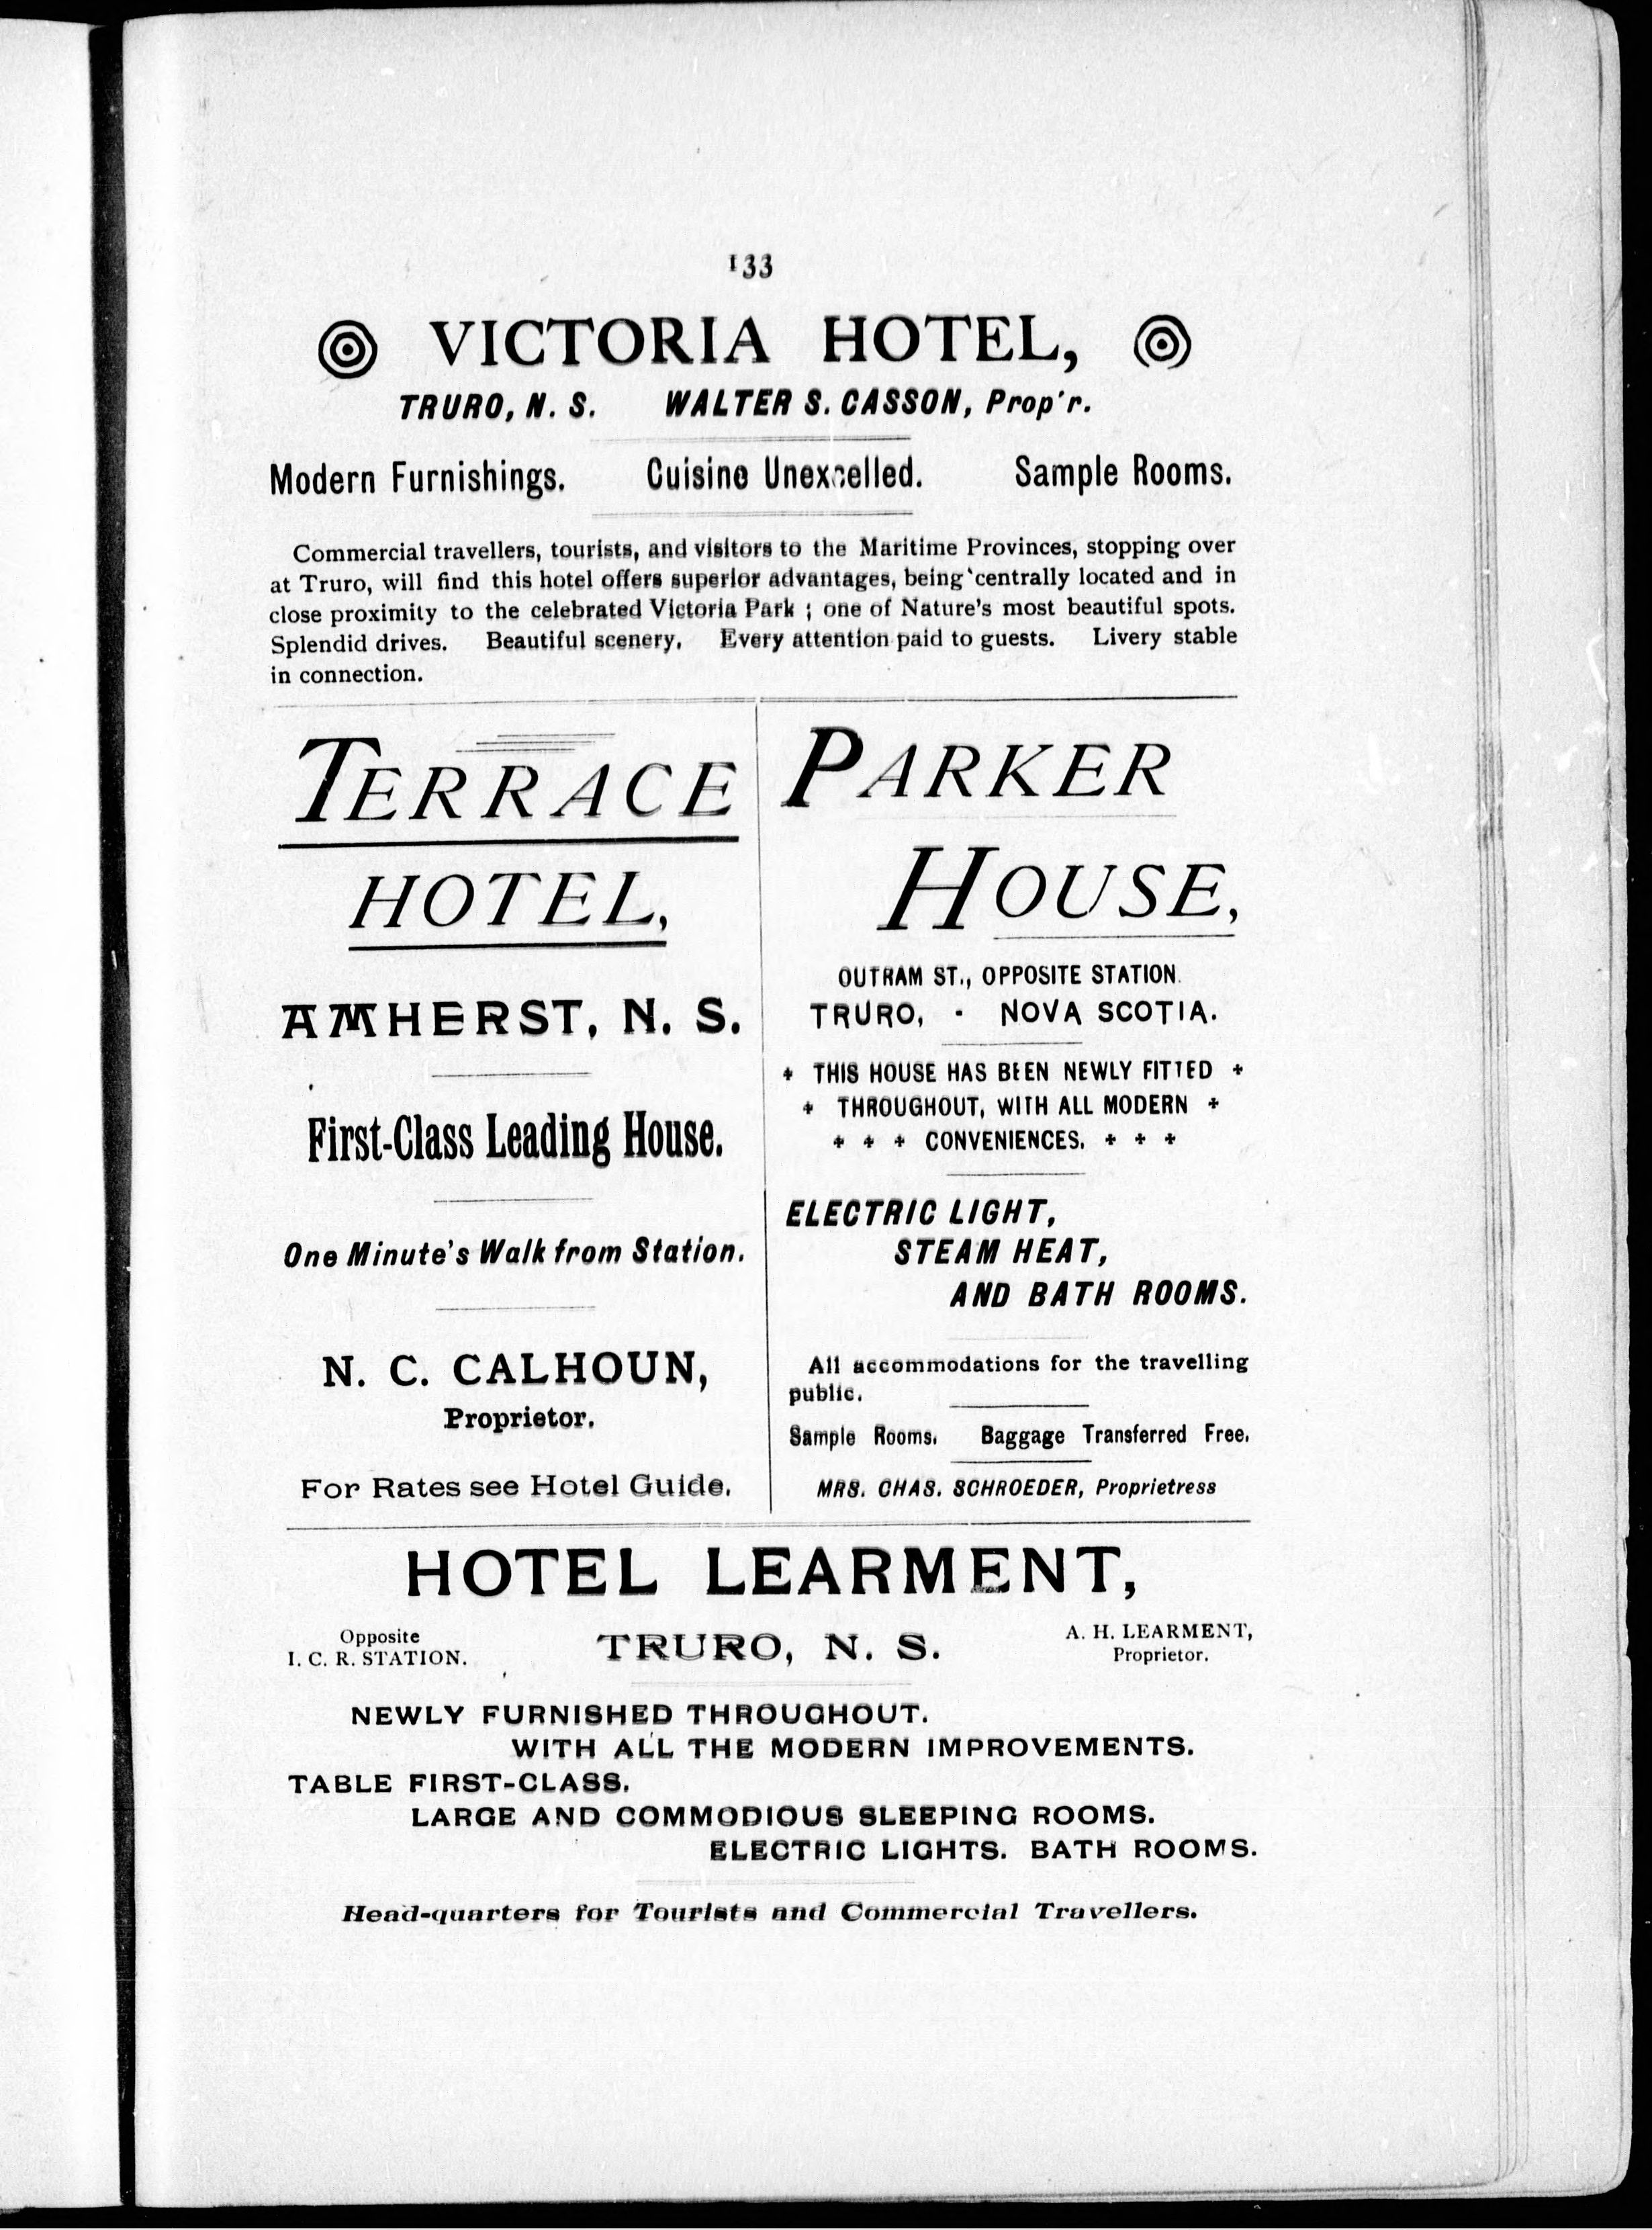 133
VICTORIA HOTEL,
TRURO, N. S. WALTER S. CASSON, Prop'r.
Modern Furnishings. Cuisine Unexcelled. Sample Rooms.
Commercial travellers, tourists, and visitors to the Maritime Provinces, stopping over
at Truro, will find this hotel offers superior advantages, being centrally located and in
close proximity to the celebrated Victoria Park ; one of Nature's most beautiful spots.
Splendid drives. Beautiful scenery. Every attention paid to guests. Livery stable
in connection.
TERRACE
HOTEL,
AMHERST, N. S.
First-Class Leading House.
One Minute's Walk from Station.
N. C. CALHOUN,
Proprietor.
For Rates see Hotel Guide.
PARKER
HOUSE,
OUTRAM ST., OPPOSITE STATION.
TRURO, - NOVA SCOTIA.
THIS HOUSE HAS BEEN NEWLY FITTED
THROUGHOUT, WITH ALL MODERN
CONVENIENCES.
ELECTRIC LIGHT,
STEAM HEAT,
AND BATH ROOMS.
All accommodations for the travelling
public.
Sample Rooms. Baggage Transferred Free.
MRS. CHAS. SCHROEDER, Proprietress
HOTEL LEARMENT,
Opposite
I. C. R. STATION.
TRURO, N. S.
A. H. LEARMENT,
Proprietor.
NEWLY FURNISHED THROUGHOUT.
WITH ALL THE MODERN IMPROVEMENTS.
TABLE FIRST-CLASS.
LARGE AND COMMODIOUS SLEEPING ROOMS.
ELECTRIC LIGHTS. BATH ROOMS.
Head-quarters for Tourists and Commercial Travellers.